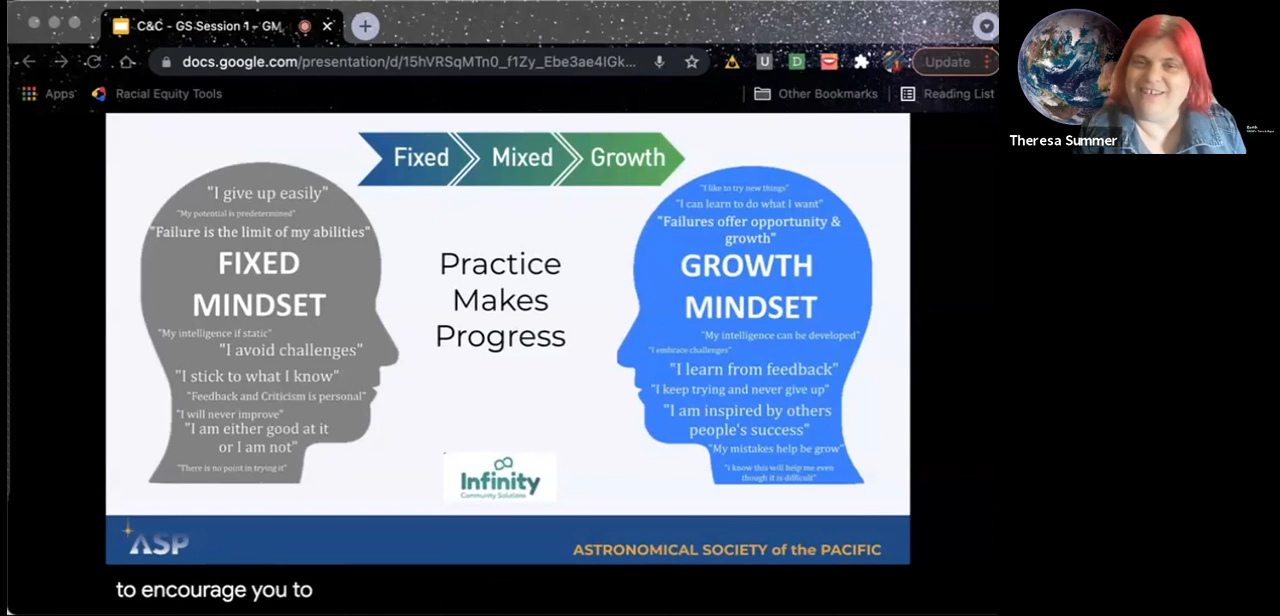 C&C - GS Session 1 - GM
docs.google.com/presentation/d/15hVRSqMTn0_f1Zy_Ebe3ae4IGk...
U
D
Update
Apps
Racial Equity Tools
Other Bookmarks
Reading List
Theresa Summer
Fixed
Mixed
Growth
"I give up easily"
"My potential is predetermined"
"Failure is the limit of my abilities"
FIXED
MINDSET
"My intelligence if static"
"I avoid challenges"
"I stick to what I know"
"Feedback and Criticism is personal"
"I will never improve"
"I am either good at it
or I am not"
"There is no point in trying it"
Practice
Makes
Progress
Infinity
Community Solutions
"I like to try new things"
"I can learn to do what I want"
"Failures offer opportunity &
growth"
GROWTH
MINDSET
"My intelligence can be developed"
"I embrace challenges"
"I learn from feedback"
"I keep trying and never give up"
"I am inspired by others
people's success"
"My mistakes help be grow"
"i know this will help me even
though it is difficult"
ASP
ASTRONOMICAL SOCIETY of the PACIFIC
to encourage you to